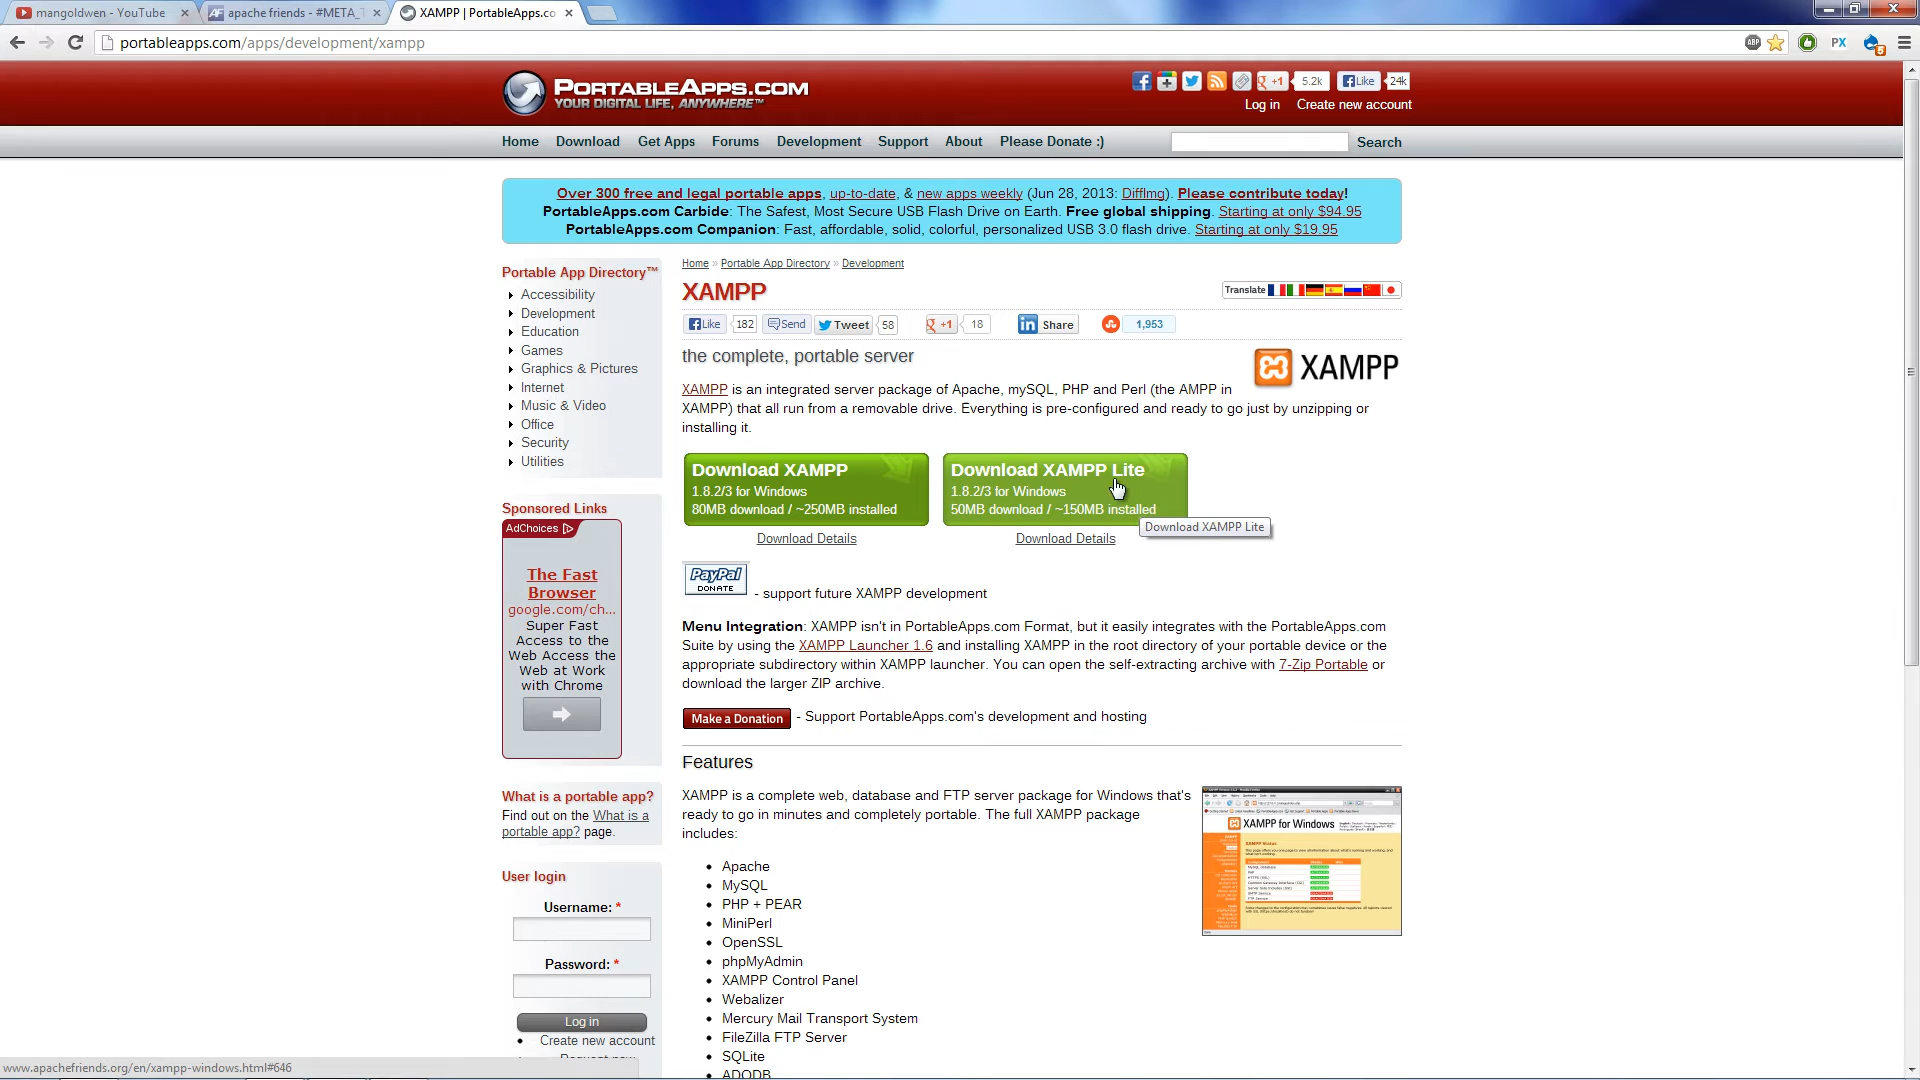 mangoldwen - YouTube
apache friends - #META_T
XAMPP | PortableApps.co
portableapps.com/apps/development/xampp
ABP
PX
5
PORTABLEAPPS.COM
YOUR DIGITAL LIFE, ANYWHERE™
+1 5.2k Like 24k
Log in Create new account
Home Download Get Apps Forums Development Support About Please Donate :) Search
Over 300 free and legal portable apps, up-to-date, & new apps weekly (Jun 28, 2013: DiffImg). Please contribute today!
PortableApps.com Carbide: The Safest, Most Secure USB Flash Drive on Earth. Free global shipping. Starting at only $94.95
PortableApps.com Companion: Fast, affordable, solid, colorful, personalized USB 3.0 flash drive. Starting at only $19.95
Portable App Directory™
Accessibility
Development
Education
Games
Graphics & Pictures
Internet
Music & Video
Office
Security
Utilities
Sponsored Links
AdChoices
The Fast
Browser
google.com/ch...
Super Fast
Access to the
Web Access the
Web at Work
with Chrome
What is a portable app?
Find out on the What is a
portable app? page.
User login
Username: *
Password: *
Log in
Create new account
Home » Portable App Directory » Development
XAMPP
Translate
Like 182 Send Tweet 58 +1 18 in Share 1,953
the complete, portable server
XAMPP
XAMPP is an integrated server package of Apache, mySQL, PHP and Perl (the AMPP in
XAMPP) that all run from a removable drive. Everything is pre-configured and ready to go just by unzipping or
installing it.
Download XAMPP
1.8.2/3 for Windows
80MB download / ~250MB installed
Download Details
Download XAMPP Lite
1.8.2/3 for Windows
50MB download / ~150MB installed
Download XAMPP Lite
Download Details
PayPal
DONATE
- support future XAMPP development
Menu Integration: XAMPP isn't in PortableApps.com Format, but it easily integrates with the PortableApps.com
Suite by using the XAMPP Launcher 1.6 and installing XAMPP in the root directory of your portable device or the
appropriate subdirectory within XAMPP launcher. You can open the self-extracting archive with 7-Zip Portable or
download the larger ZIP archive.
Make a Donation - Support PortableApps.com's development and hosting
Features
XAMPP is a complete web, database and FTP server package for Windows that's
ready to go in minutes and completely portable. The full XAMPP package
includes:
XAMPP for Windows
XAMPP Status
Apache
MySQL
PHP + PEAR
MiniPerl
OpenSSL
phpMyAdmin
XAMPP Control Panel
Webalizer
Mercury Mail Transport System
FileZilla FTP Server
SQLite
ADODB
www.apachefriends.org/en/xampp-windows.html#646